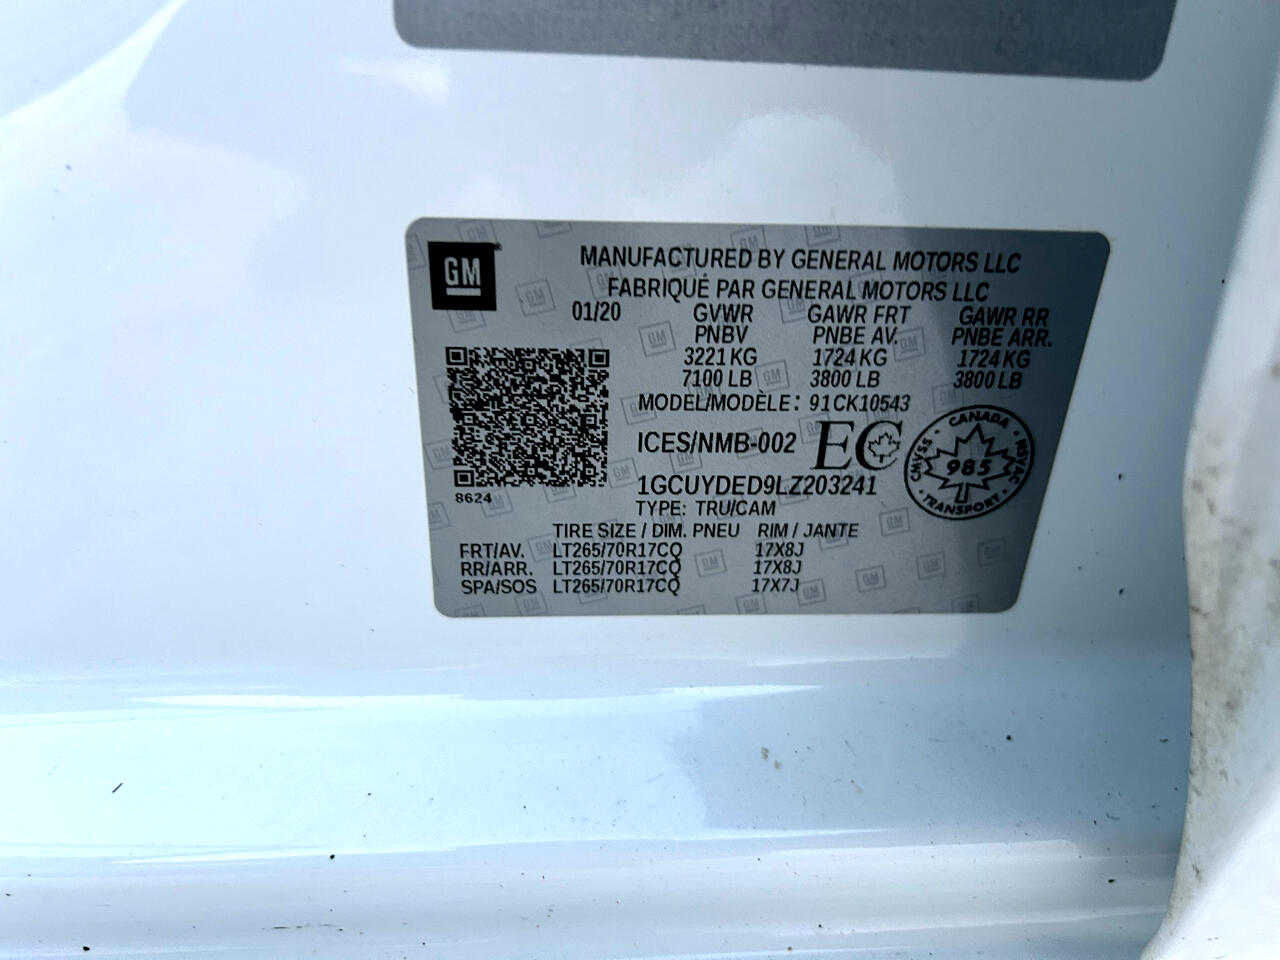 GM
MANUFACTURED BY GENERAL MOTORS LLC
FABRIQUÉ PAR GENERAL MOTORS LLC
01/20 GVWR GAWR FRT GAWR RR
PNBV PNBE AV. PNBE ARR.
3221 KG 1724 KG 1724 KG
7100 LB 3800 LB 3800 LB
MODEL/MODÈLE: 91CK10543
ICES/NMB-002 EC
CANADA CMVSS NSVAC 985 TRANSPORT
1GCUYDED9LZ203241
8624
TYPE: TRU/CAM
TIRE SIZE / DIM. PNEU RIM / JANTE
FRT/AV. LT265/70R17CQ 17X8J
RR/ARR. LT265/70R17CQ 17X8J
SPA/SOS LT265/70R17CQ 17X7J